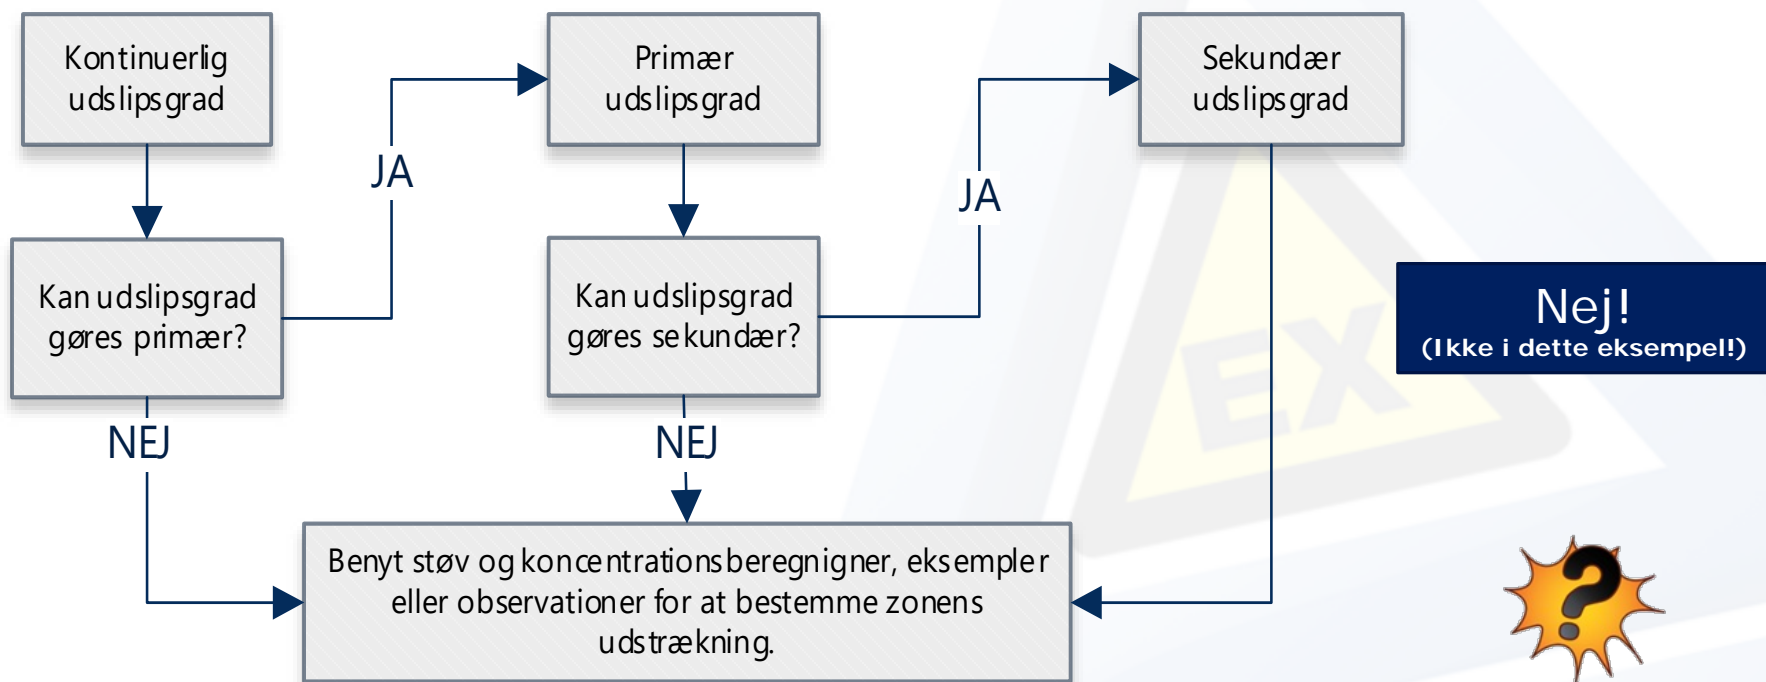 Kontinuerlig
udslipsgrad
Primær
udslipsgrad
Sekundær
udslipsgrad
JA
JA
Kan udslipsgrad
gøres primær?
Kan udslipsgrad
gøres sekundær?
Nej!
(Ikke i dette eksempel!)
EX
NEJ
NEJ
Benyt støv og koncentrationsberegnigner, eksempler
eller observationer for at bestemme zonens
udstrækning.
?